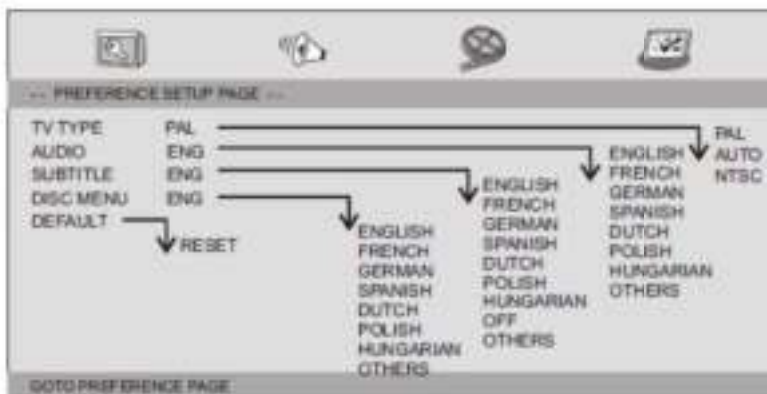 -- PREFERENCE SETUP PAGE --
TV TYPE PAL
AUDIO ENG
SUBTITLE ENG
DISC MENU ENG
DEFAULT
RESET
ENGLISH
FRENCH
GERMAN
SPANISH
DUTCH
POLISH
HUNGARIAN
OTHERS
ENGLISH
FRENCH
GERMAN
SPANISH
DUTCH
POLISH
HUNGARIAN
OFF
OTHERS
ENGLISH
FRENCH
GERMAN
SPANISH
DUTCH
POLISH
HUNGARIAN
OTHERS
PAL
AUTO
NTSC
GOTO PREFERENCE PAGE